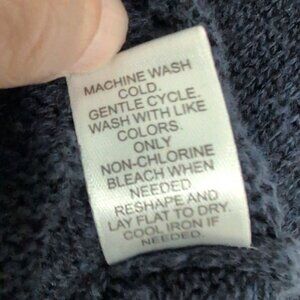 MACHINE WASH
COLD.
GENTLE CYCLE.
WASH WITH LIKE
COLORS.
ONLY
NON-CHLORINE
BLEACH WHEN
NEEDED
RESHAPE AND
LAY FLAT TO DRY.
COOL IRON IF
NEEDED.